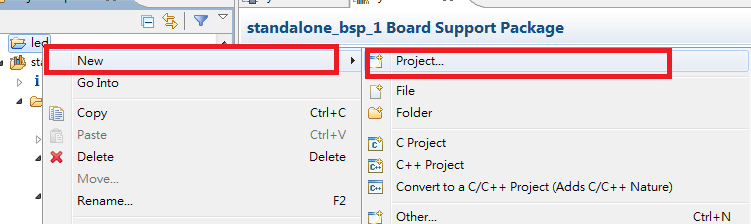 standalone_bsp_1 Board Support Package
led
New
Project...
Go Into
File
Copy Ctrl+C
Folder
Paste Ctrl+V
C Project
Delete Delete
C++ Project
Move...
Convert to a C/C++ Project (Adds C/C++ Nature)
Rename... F2
Other... Ctrl+N